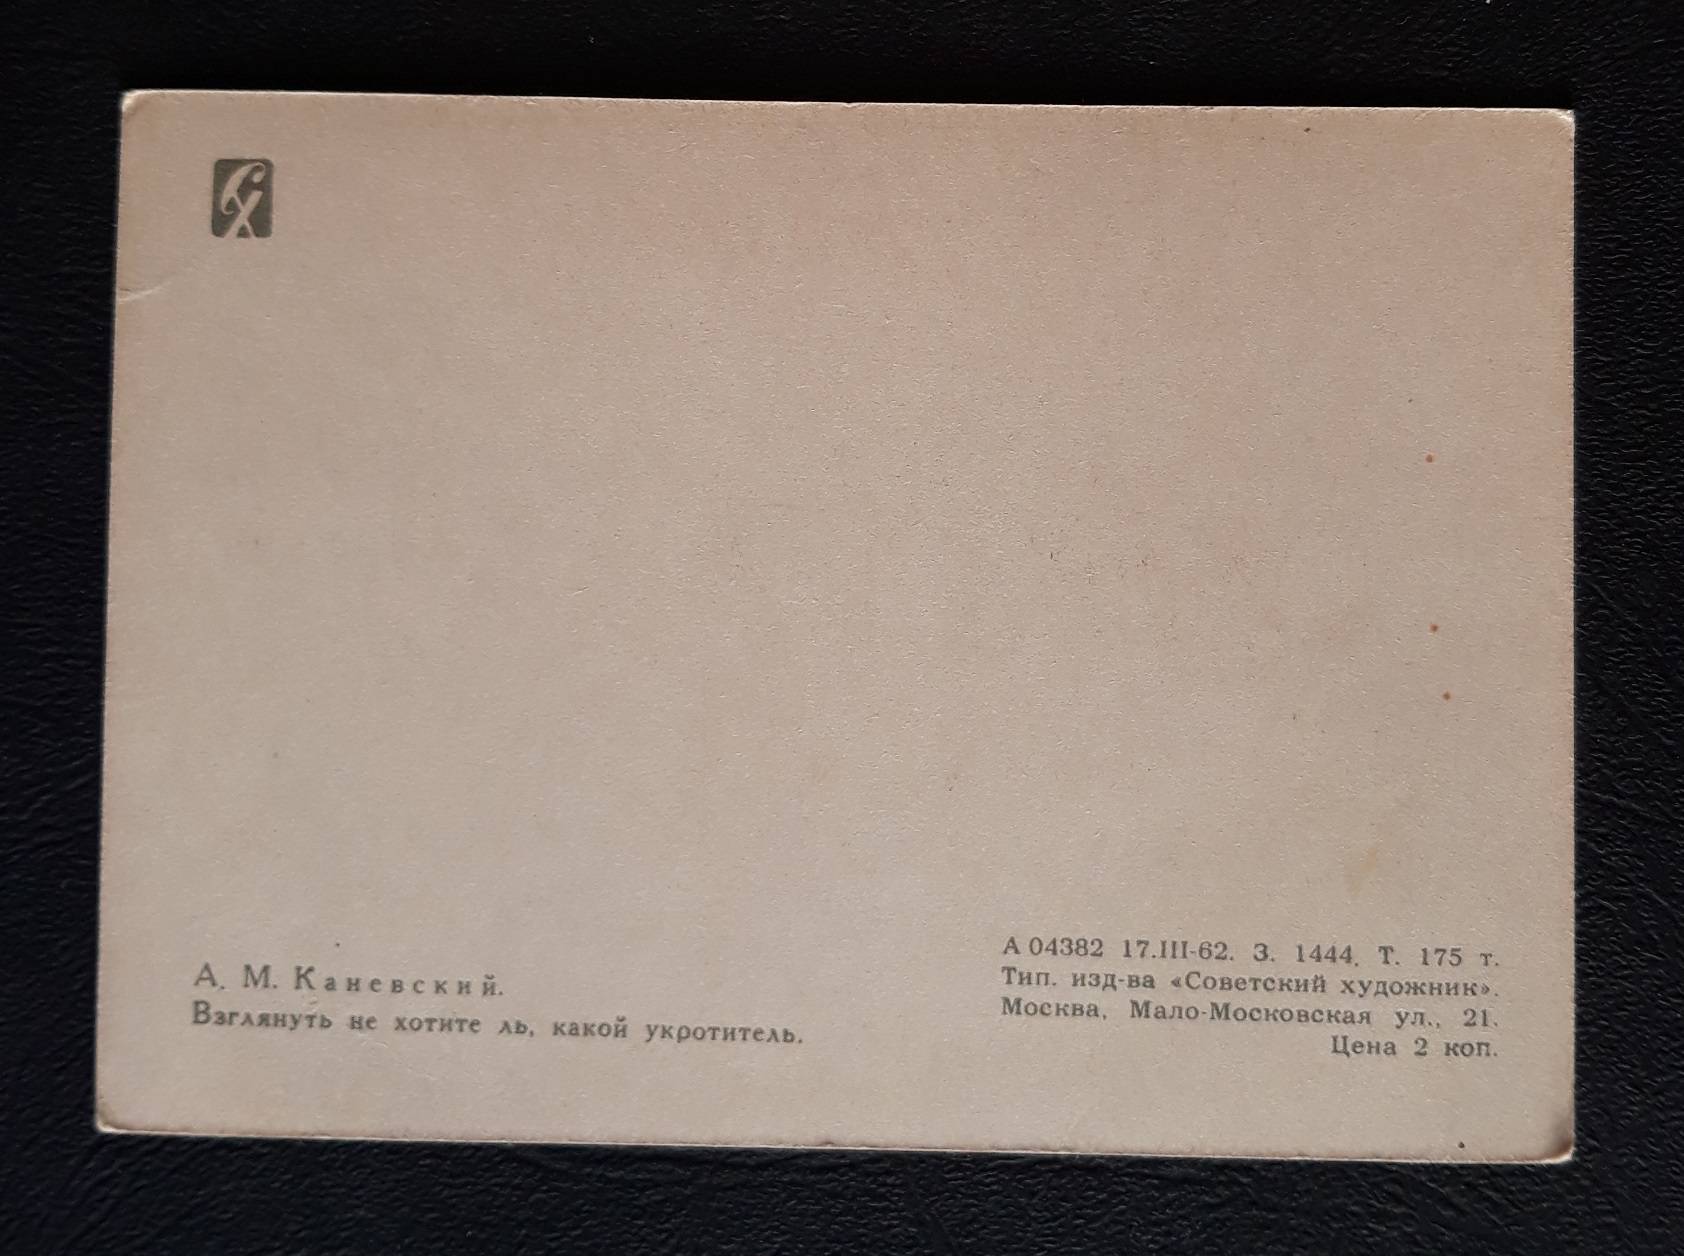 СХ
А. М. Каневский.
Взглянуть не хотите ль, какой укротитель.
А 04382 17.III-62. З. 1444. Т. 175 т.
Тип. изд-ва «Советский художник».
Москва, Мало-Московская ул., 21.
Цена 2 коп.